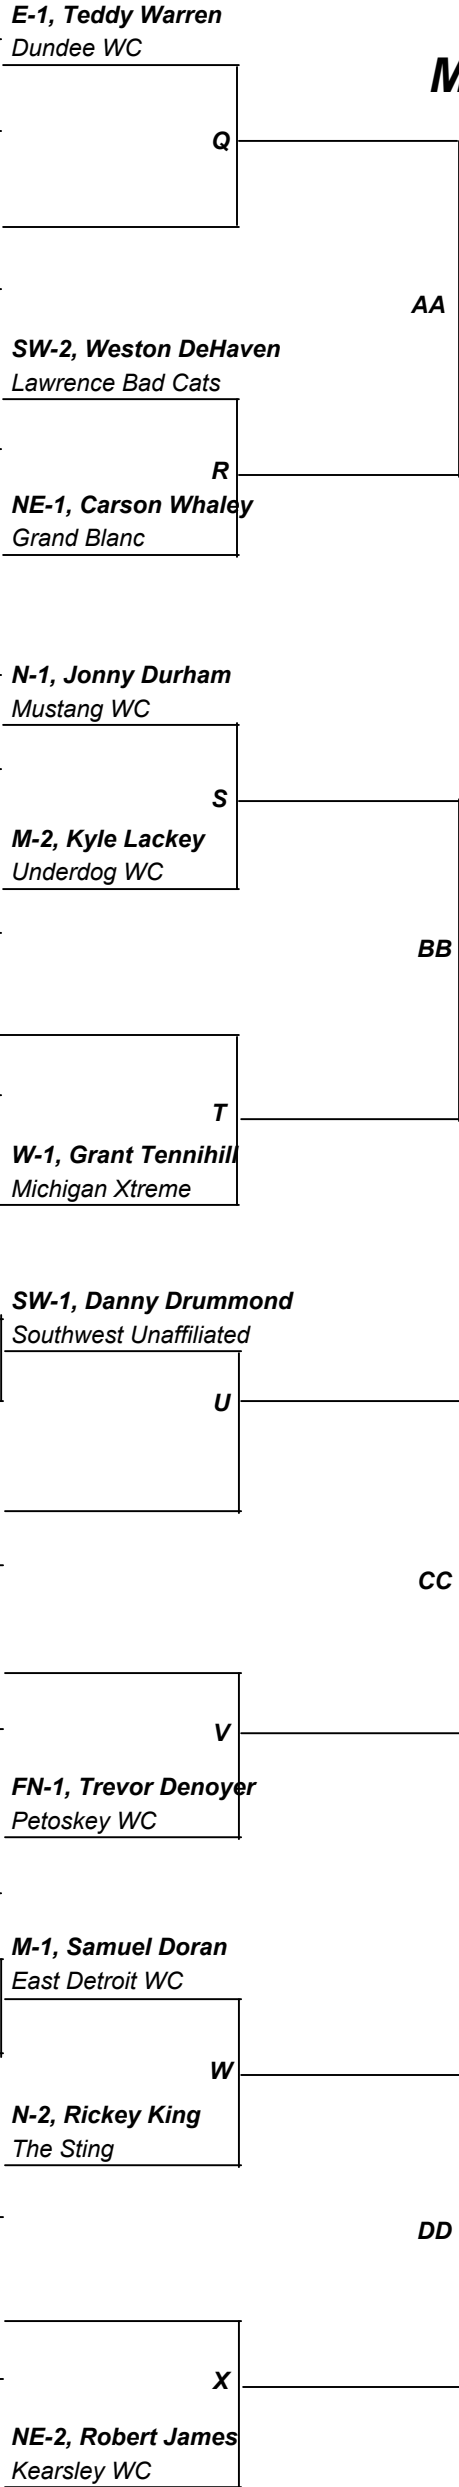 E-1, Teddy Warren
Dundee WC
M
Q
AA
SW-2, Weston DeHaven
Lawrence Bad Cats
R
NE-1, Carson Whaley
Grand Blanc
N-1, Jonny Durham
Mustang WC
S
M-2, Kyle Lackey
Underdog WC
BB
T
W-1, Grant Tennihill
Michigan Xtreme
SW-1, Danny Drummond
Southwest Unaffiliated
U
CC
V
FN-1, Trevor Denoyer
Petoskey WC
M-1, Samuel Doran
East Detroit WC
W
N-2, Rickey King
The Sting
DD
X
NE-2, Robert James
Kearsley WC